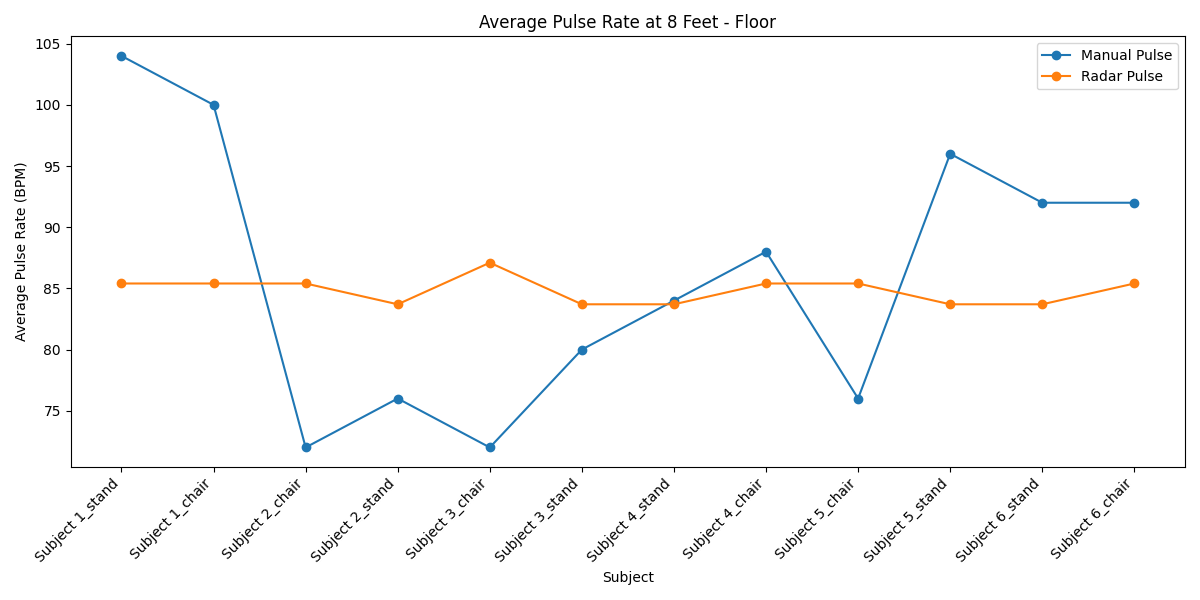 Average Pulse Rate at 8 Feet - Floor
Manual Pulse
Radar Pulse
Average Pulse Rate (BPM)
105
100
95
90
85
80
75
Subject 1_stand
Subject 1_chair
Subject 2_chair
Subject 2_stand
Subject 3_chair
Subject 3_stand
Subject 4_stand
Subject 4_chair
Subject 5_chair
Subject 5_stand
Subject 6_stand
Subject 6_chair
Subject